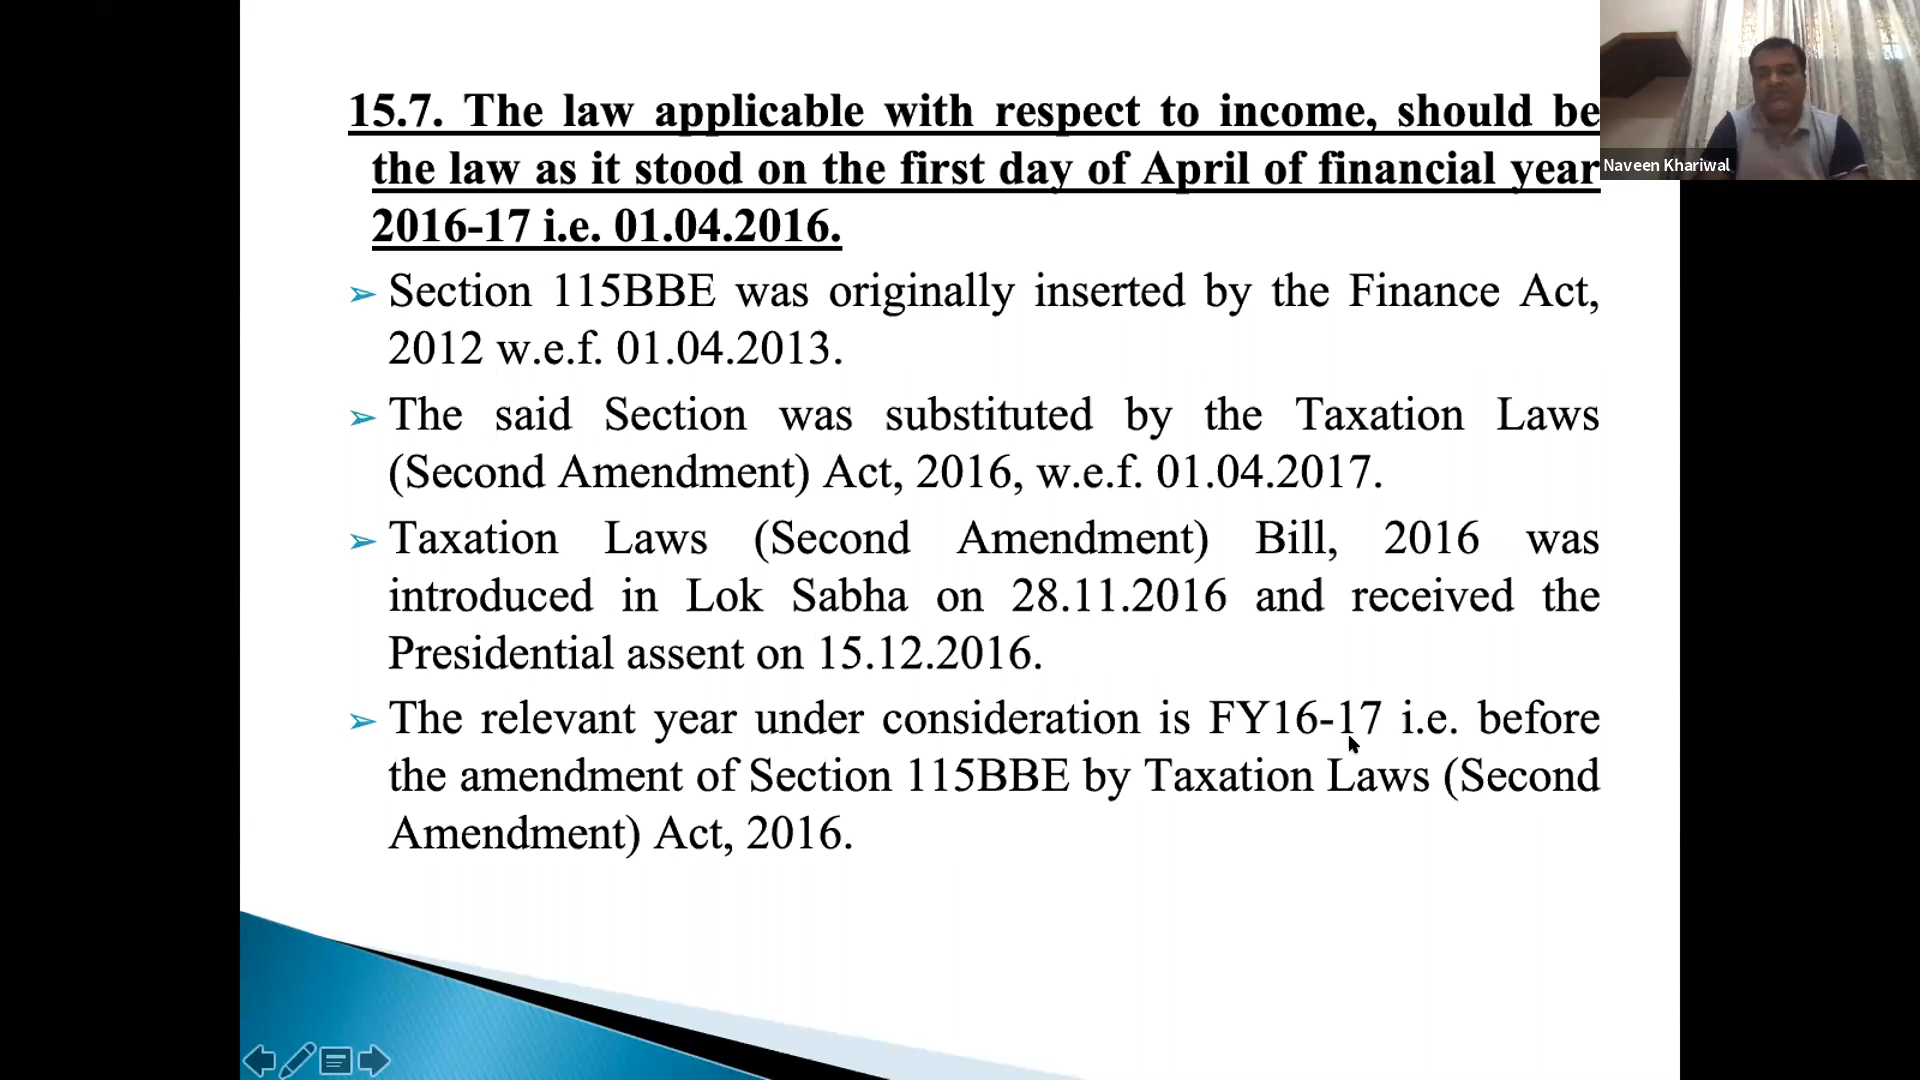 15.7. The law applicable with respect to income, should be
the law as it stood on the first day of April of financial year
2016-17 i.e. 01.04.2016.
➢ Section 115BBE was originally inserted by the Finance Act,
2012 w.e.f. 01.04.2013.
➢ The said Section was substituted by the Taxation Laws
(Second Amendment) Act, 2016, w.e.f. 01.04.2017.
➢ Taxation Laws (Second Amendment) Bill, 2016 was
introduced in Lok Sabha on 28.11.2016 and received the
Presidential assent on 15.12.2016.
➢ The relevant year under consideration is FY16-17 i.e. before
the amendment of Section 115BBE by Taxation Laws (Second
Amendment) Act, 2016.
Naveen Khariwal